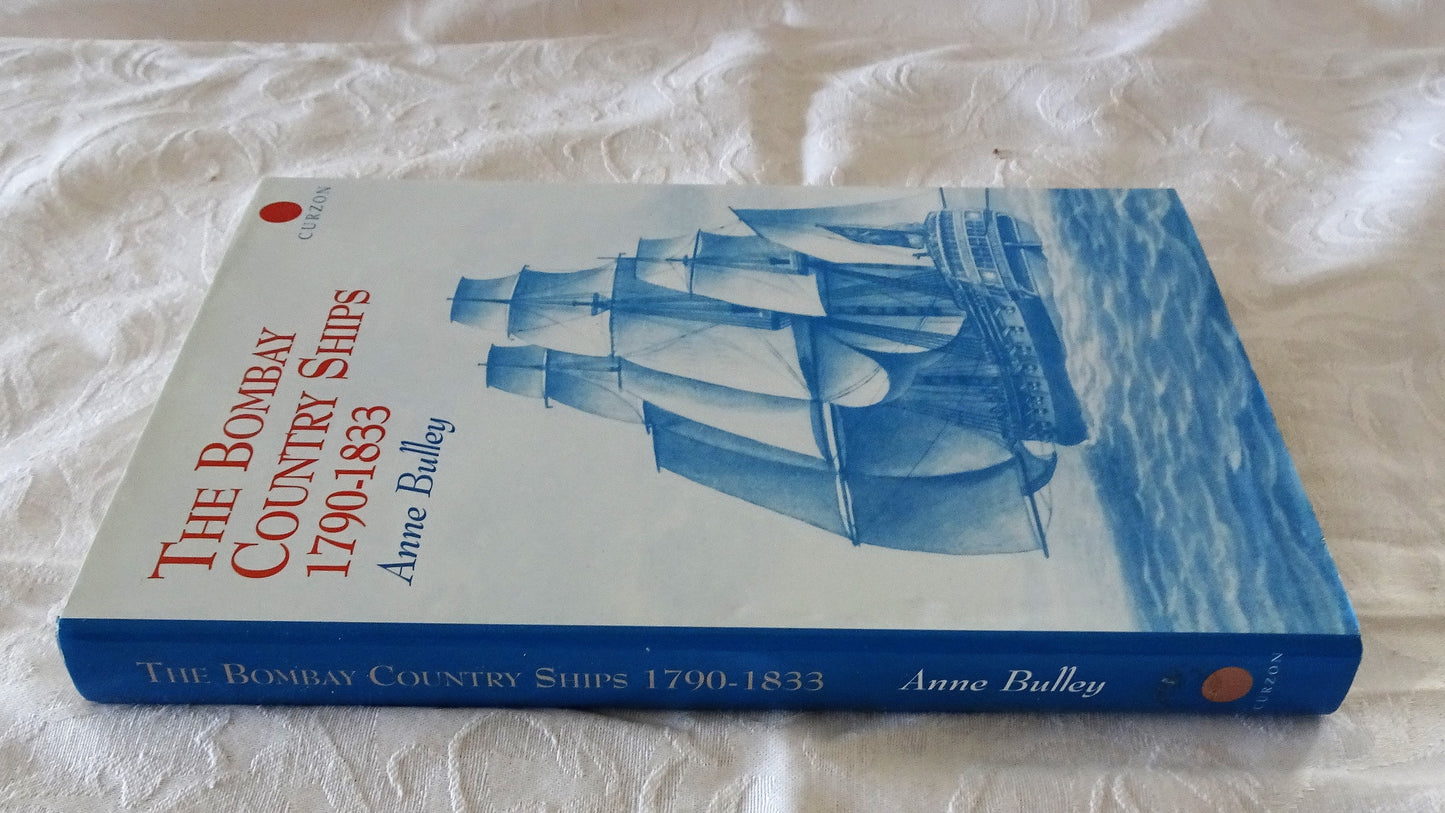 CURZON
THE BOMBAY
COUNTRY SHIPS
1790-1833
Anne Bulley
THE BOMBAY COUNTRY SHIPS 1790-1833 Anne Bulley CURZON